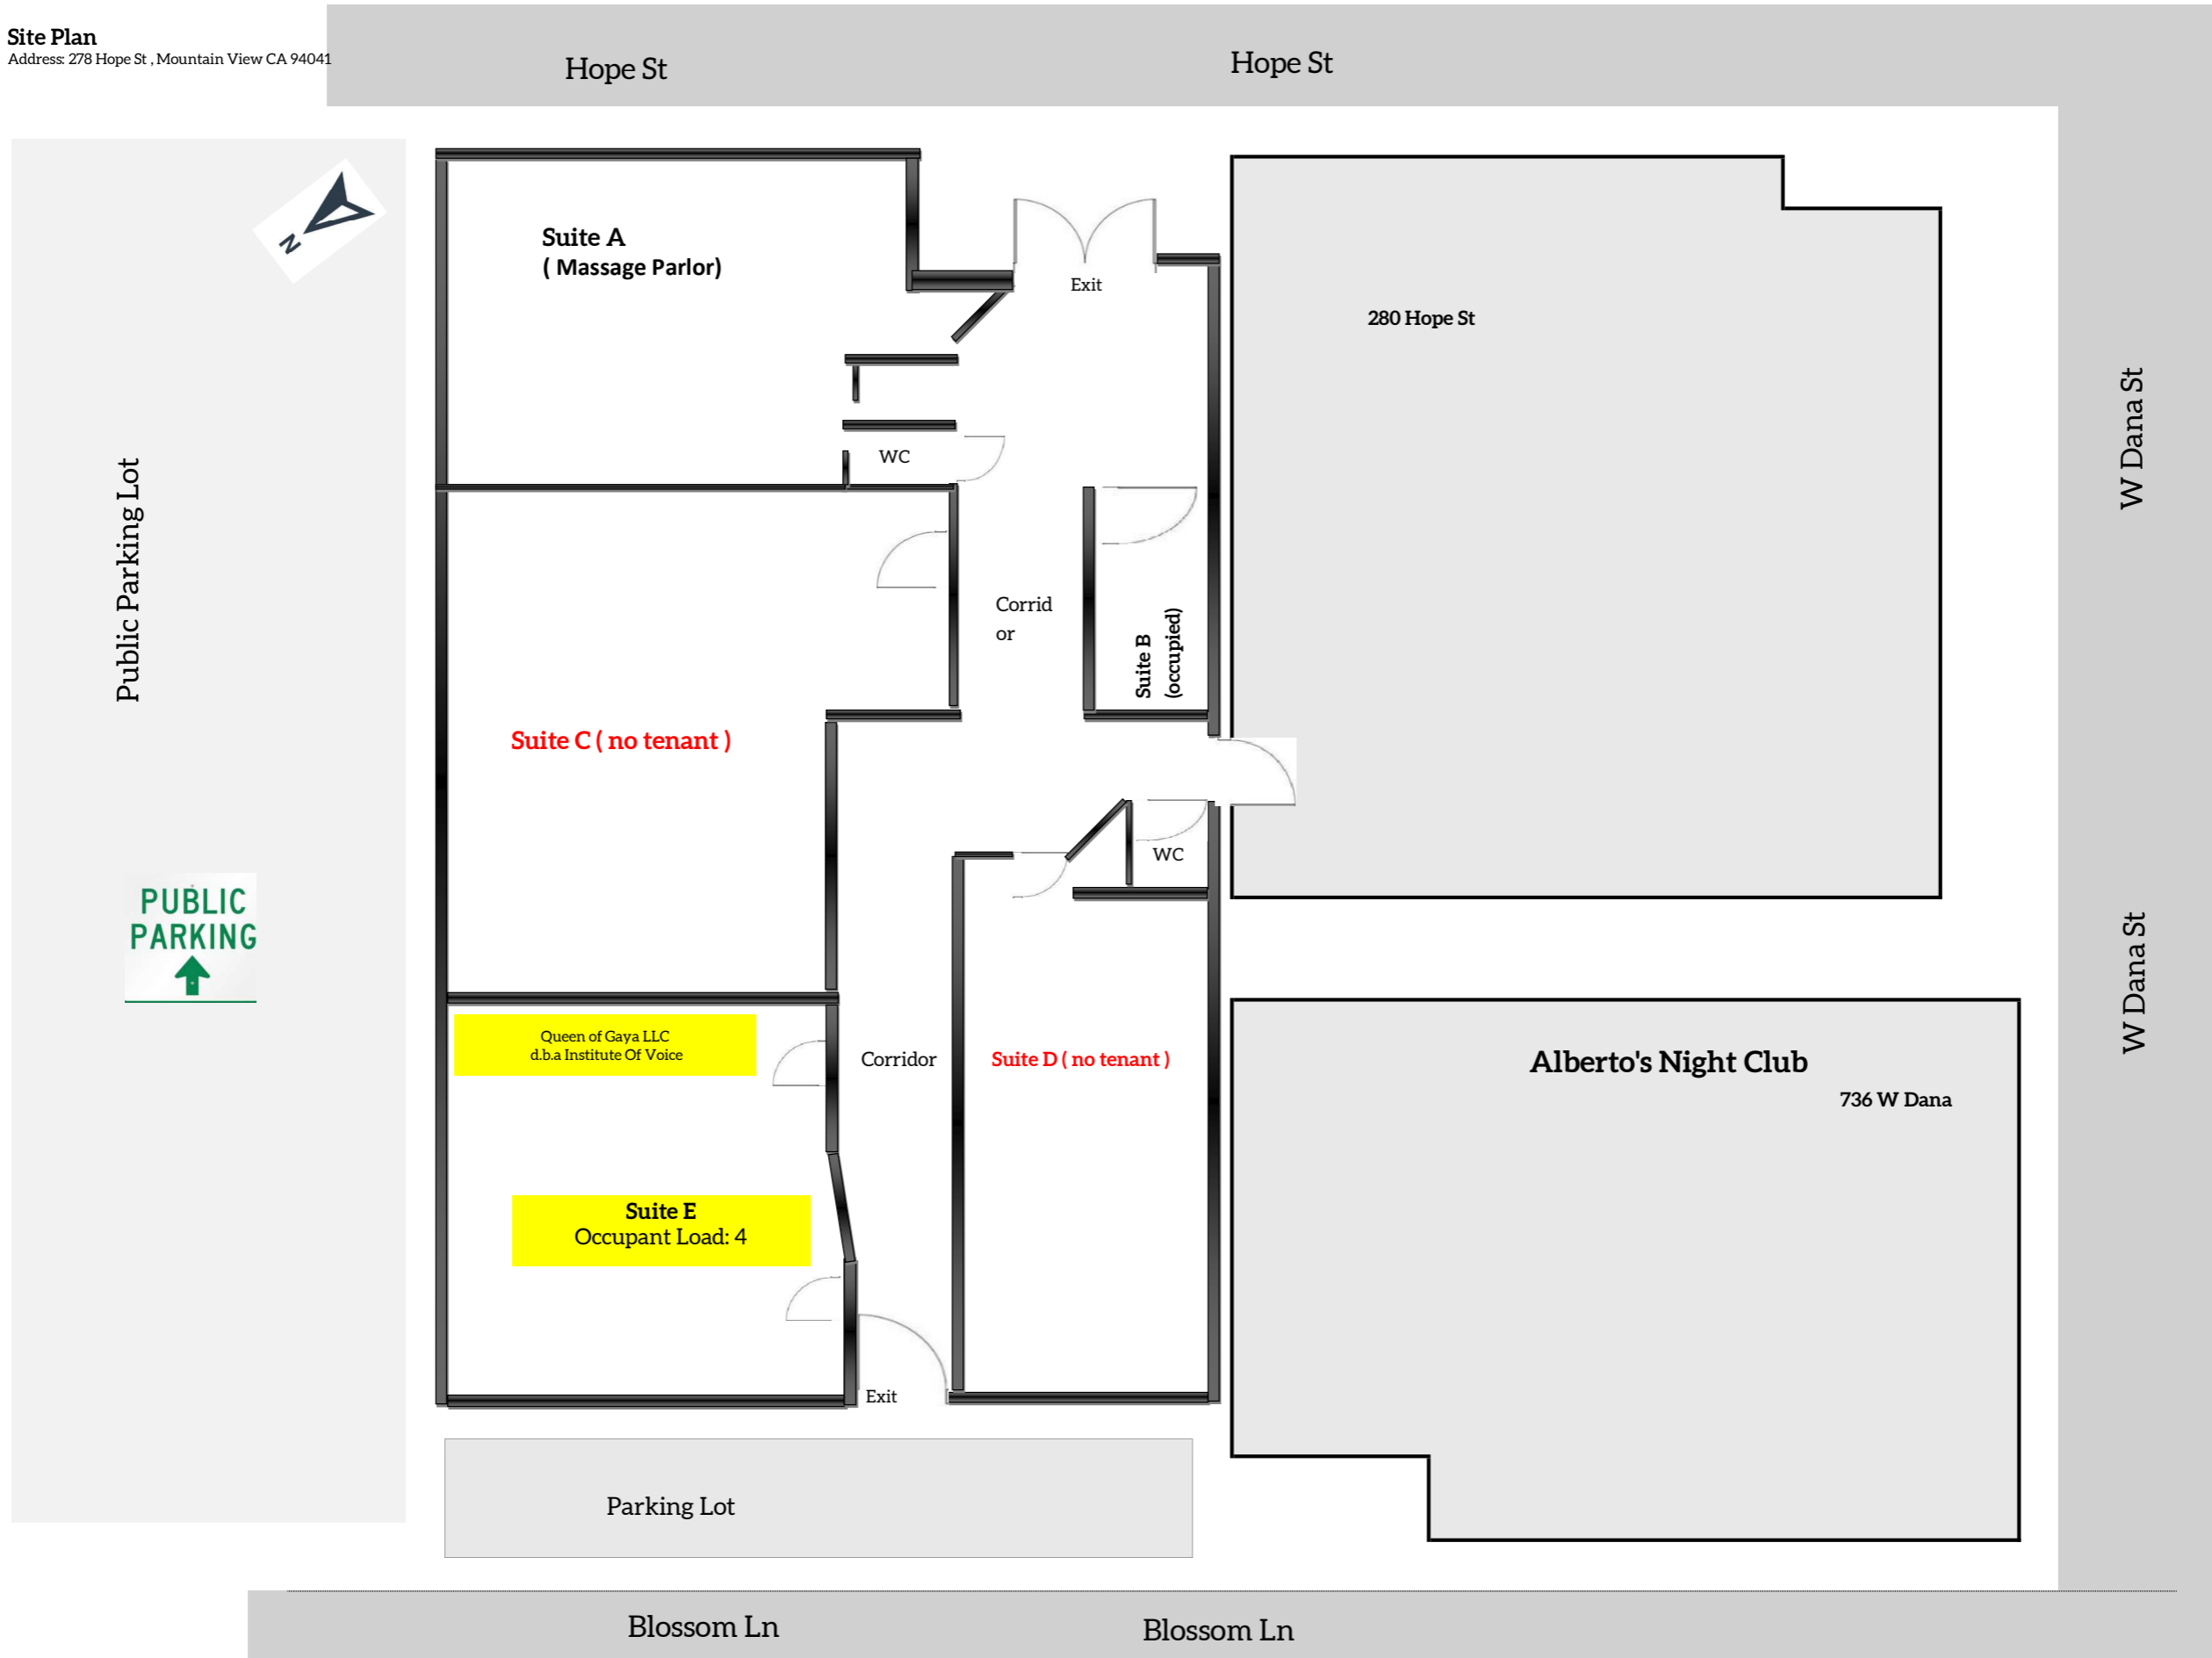 Site Plan
Address: 278 Hope St , Mountain View CA 94041
Hope St
Hope St
N
Suite A
( Massage Parlor)
Exit
280 Hope St
WC
W Dana St
Public Parking Lot
Corrid
or
Suite B
(occupied)
Suite C ( no tenant )
WC
PUBLIC
PARKING
W Dana St
Queen of Gaya LLC
d.b.a Institute Of Voice
Corridor
Suite D ( no tenant )
Alberto's Night Club
736 W Dana
Suite E
Occupant Load: 4
Exit
Parking Lot
Blossom Ln
Blossom Ln